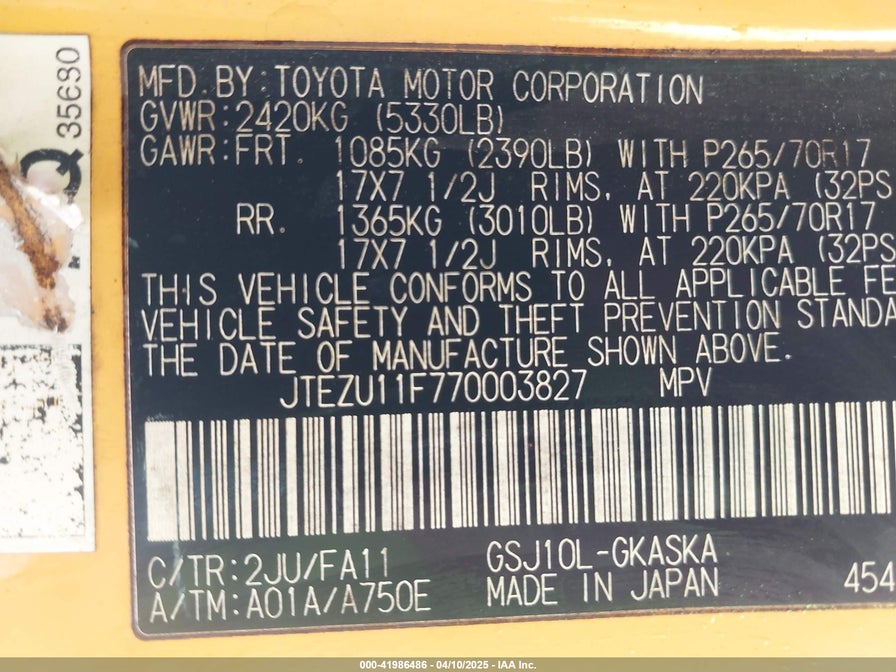 35680
Q
MFD. BY: TOYOTA MOTOR CORPORATION
GVWR: 2420KG (5330LB)
GAWR: FRT. 1085KG (2390LB) WITH P265/70R17
17X7 1/2J RIMS, AT 220KPA (32PS
RR. 1365KG (3010LB) WITH P265/70R17
17X7 1/2J RIMS, AT 220KPA (32PS
THIS VEHICLE CONFORMS TO ALL APPLICABLE FE
VEHICLE SAFETY AND THEFT PREVENTION STANDA
THE DATE OF MANUFACTURE SHOWN ABOVE.
JTEZU11F770003827 MPV
C/TR: 2JU/FA11 GSJ10L-GKASKA
A/TM: A01A/A750E MADE IN JAPAN 454
000-41986486 - 04/10/2025 - IAA Inc.